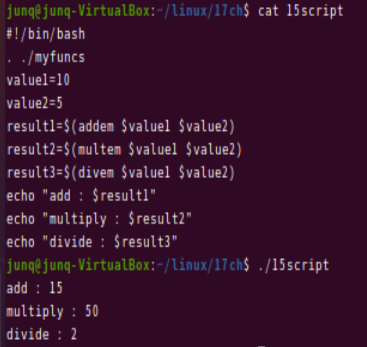 junq@junq-VirtualBox:~/linux/17ch$ cat 15script
#!/bin/bash
. ./myfuncs
value1=10
value2=5
result1=$(addem $value1 $value2)
result2=$(multem $value1 $value2)
result3=$(divem $value1 $value2)
echo "add : $result1"
echo "multiply : $result2"
echo "divide : $result3"
junq@junq-VirtualBox:~/linux/17ch$ ./15script
add : 15
multiply : 50
divide : 2